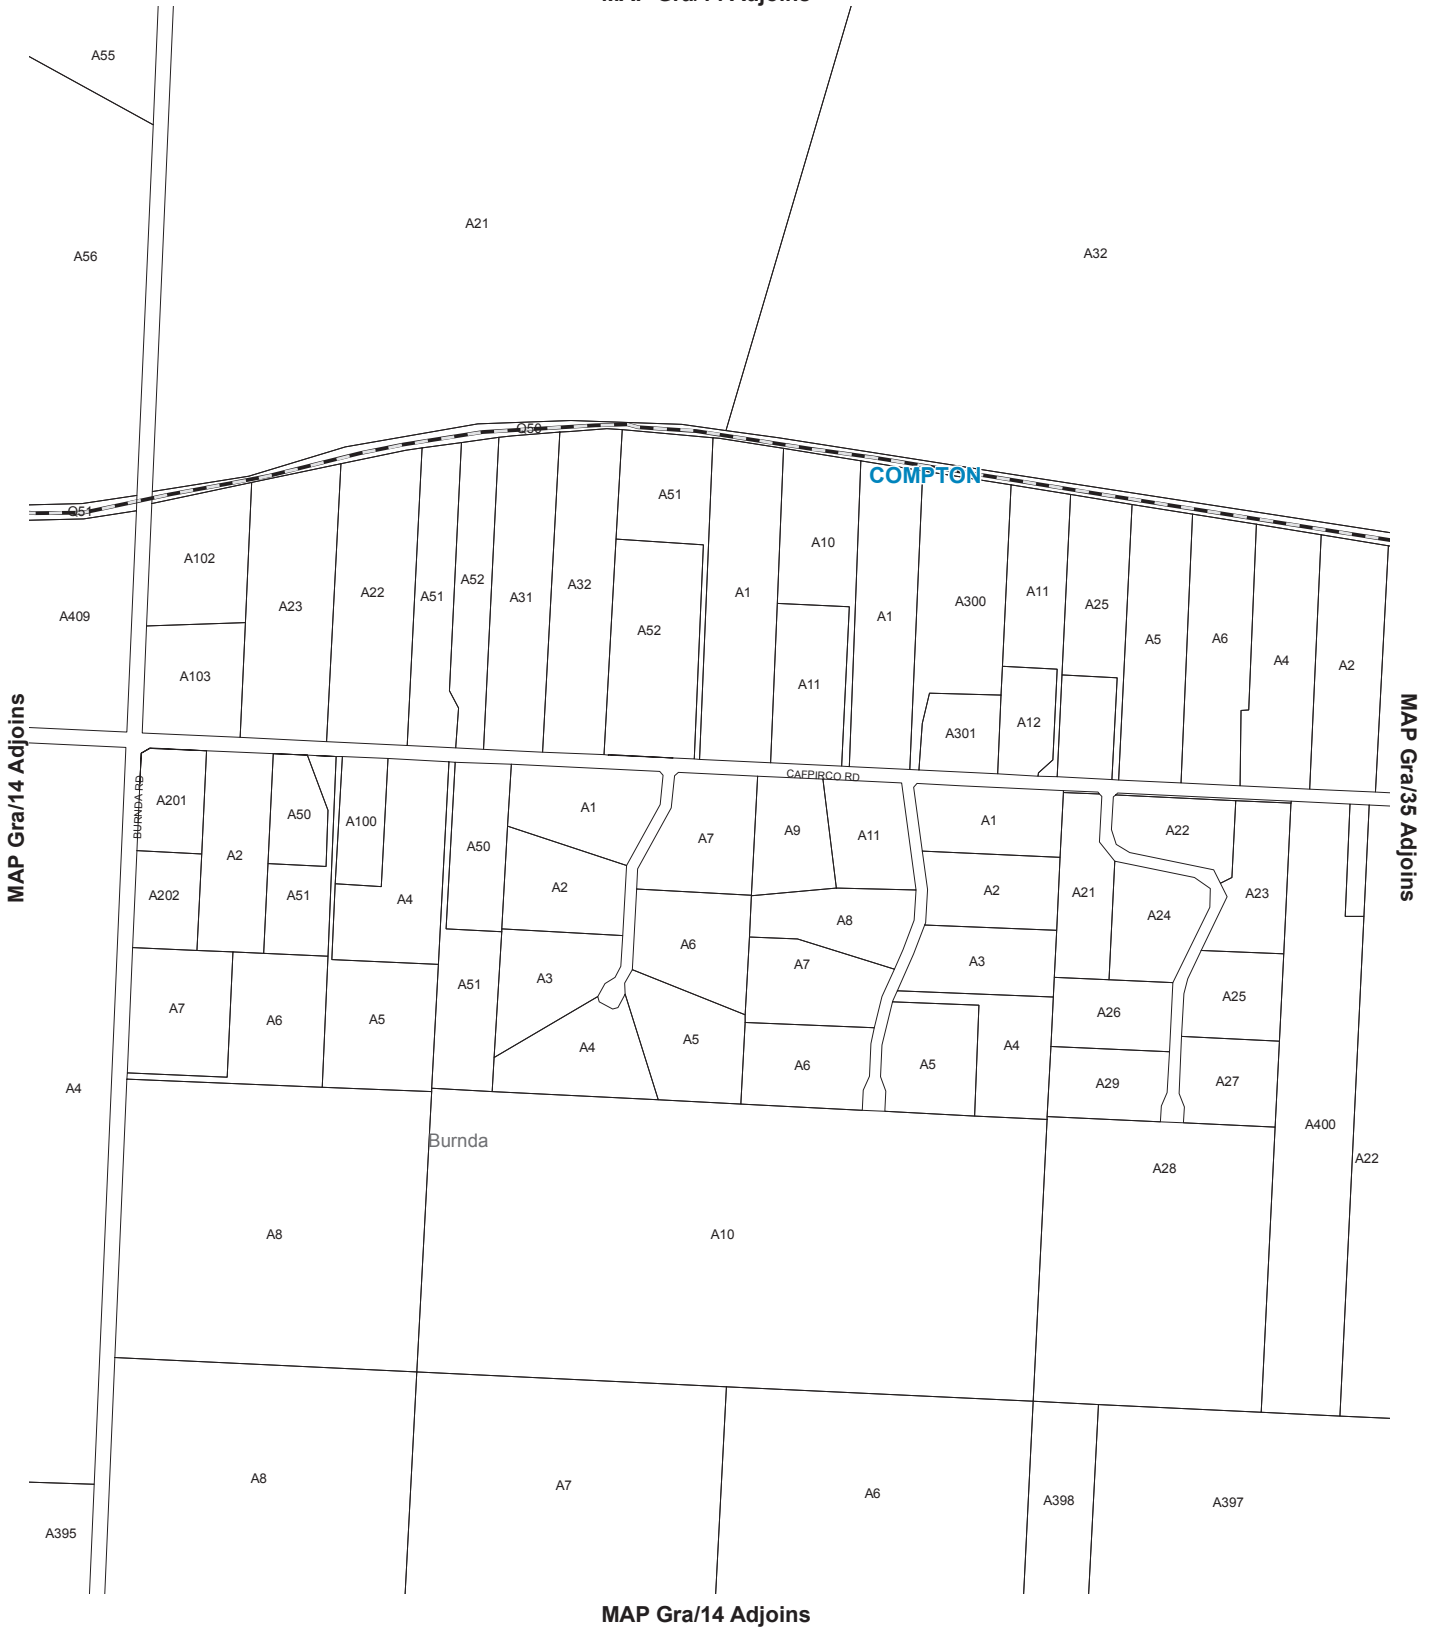 A55
A21
A56
A32
Q50
COMPTON
A51
Q51
A10
A102
A52
A11
A31
A32
A22
A1
A51
A300
A25
A23
A1
A409
A52
A5
A6
A4
A2
A103
A11
A12
A301
MAP Gra/14 Adjoins
MAP Gra/35 Adjoins
CAFPIRCO RD
BURNDA RD
A201
A50
A100
A1
A7
A9
A11
A1
A22
A2
A50
A202
A51
A4
A2
A8
A2
A21
A24
A23
A6
A7
A3
A51
A3
A7
A6
A5
A25
A26
A4
A5
A6
A5
A4
A29
A27
A4
A400
Burnda
A28
A22
A8
A10
A8
A7
A6
A398
A397
A395
MAP Gra/14 Adjoins